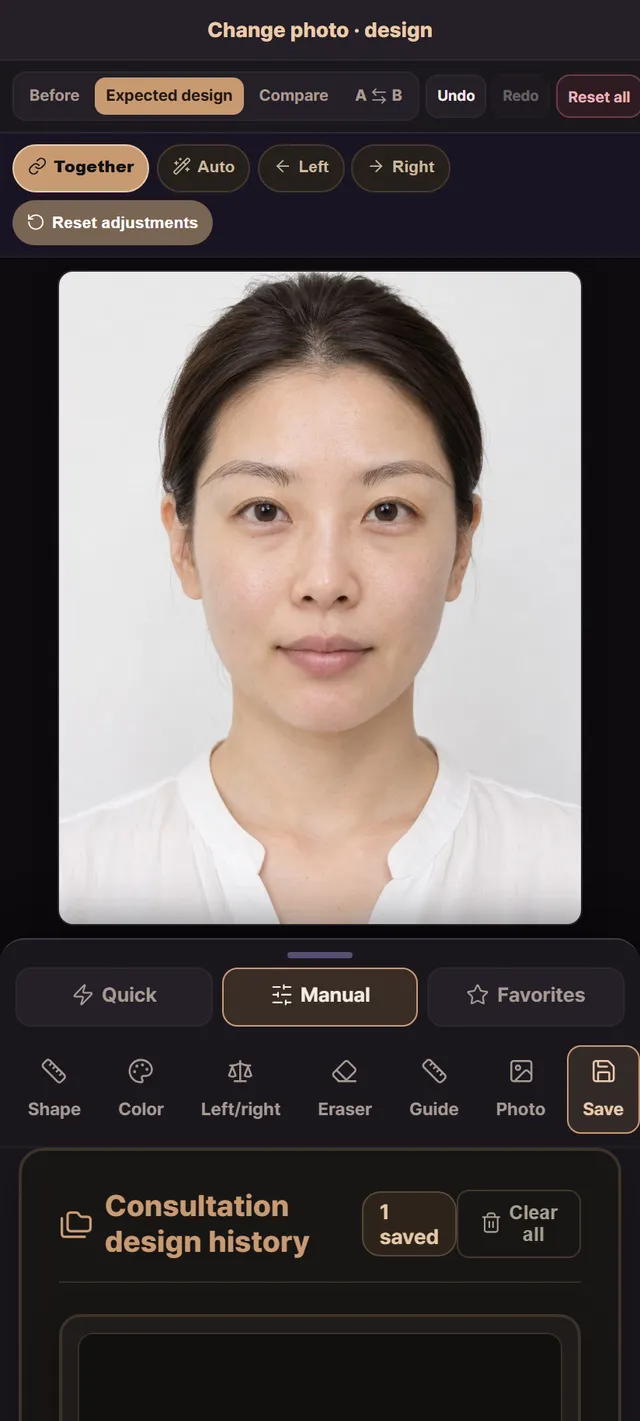 Change photo · design
Before Expected design Compare A ⇆ B Undo Redo Reset all
Together Auto ← Left → Right
Reset adjustments
Quick Manual Favorites
Shape Color Left/right Eraser Guide Photo Save
Consultation
design history
1
saved
Clear
all